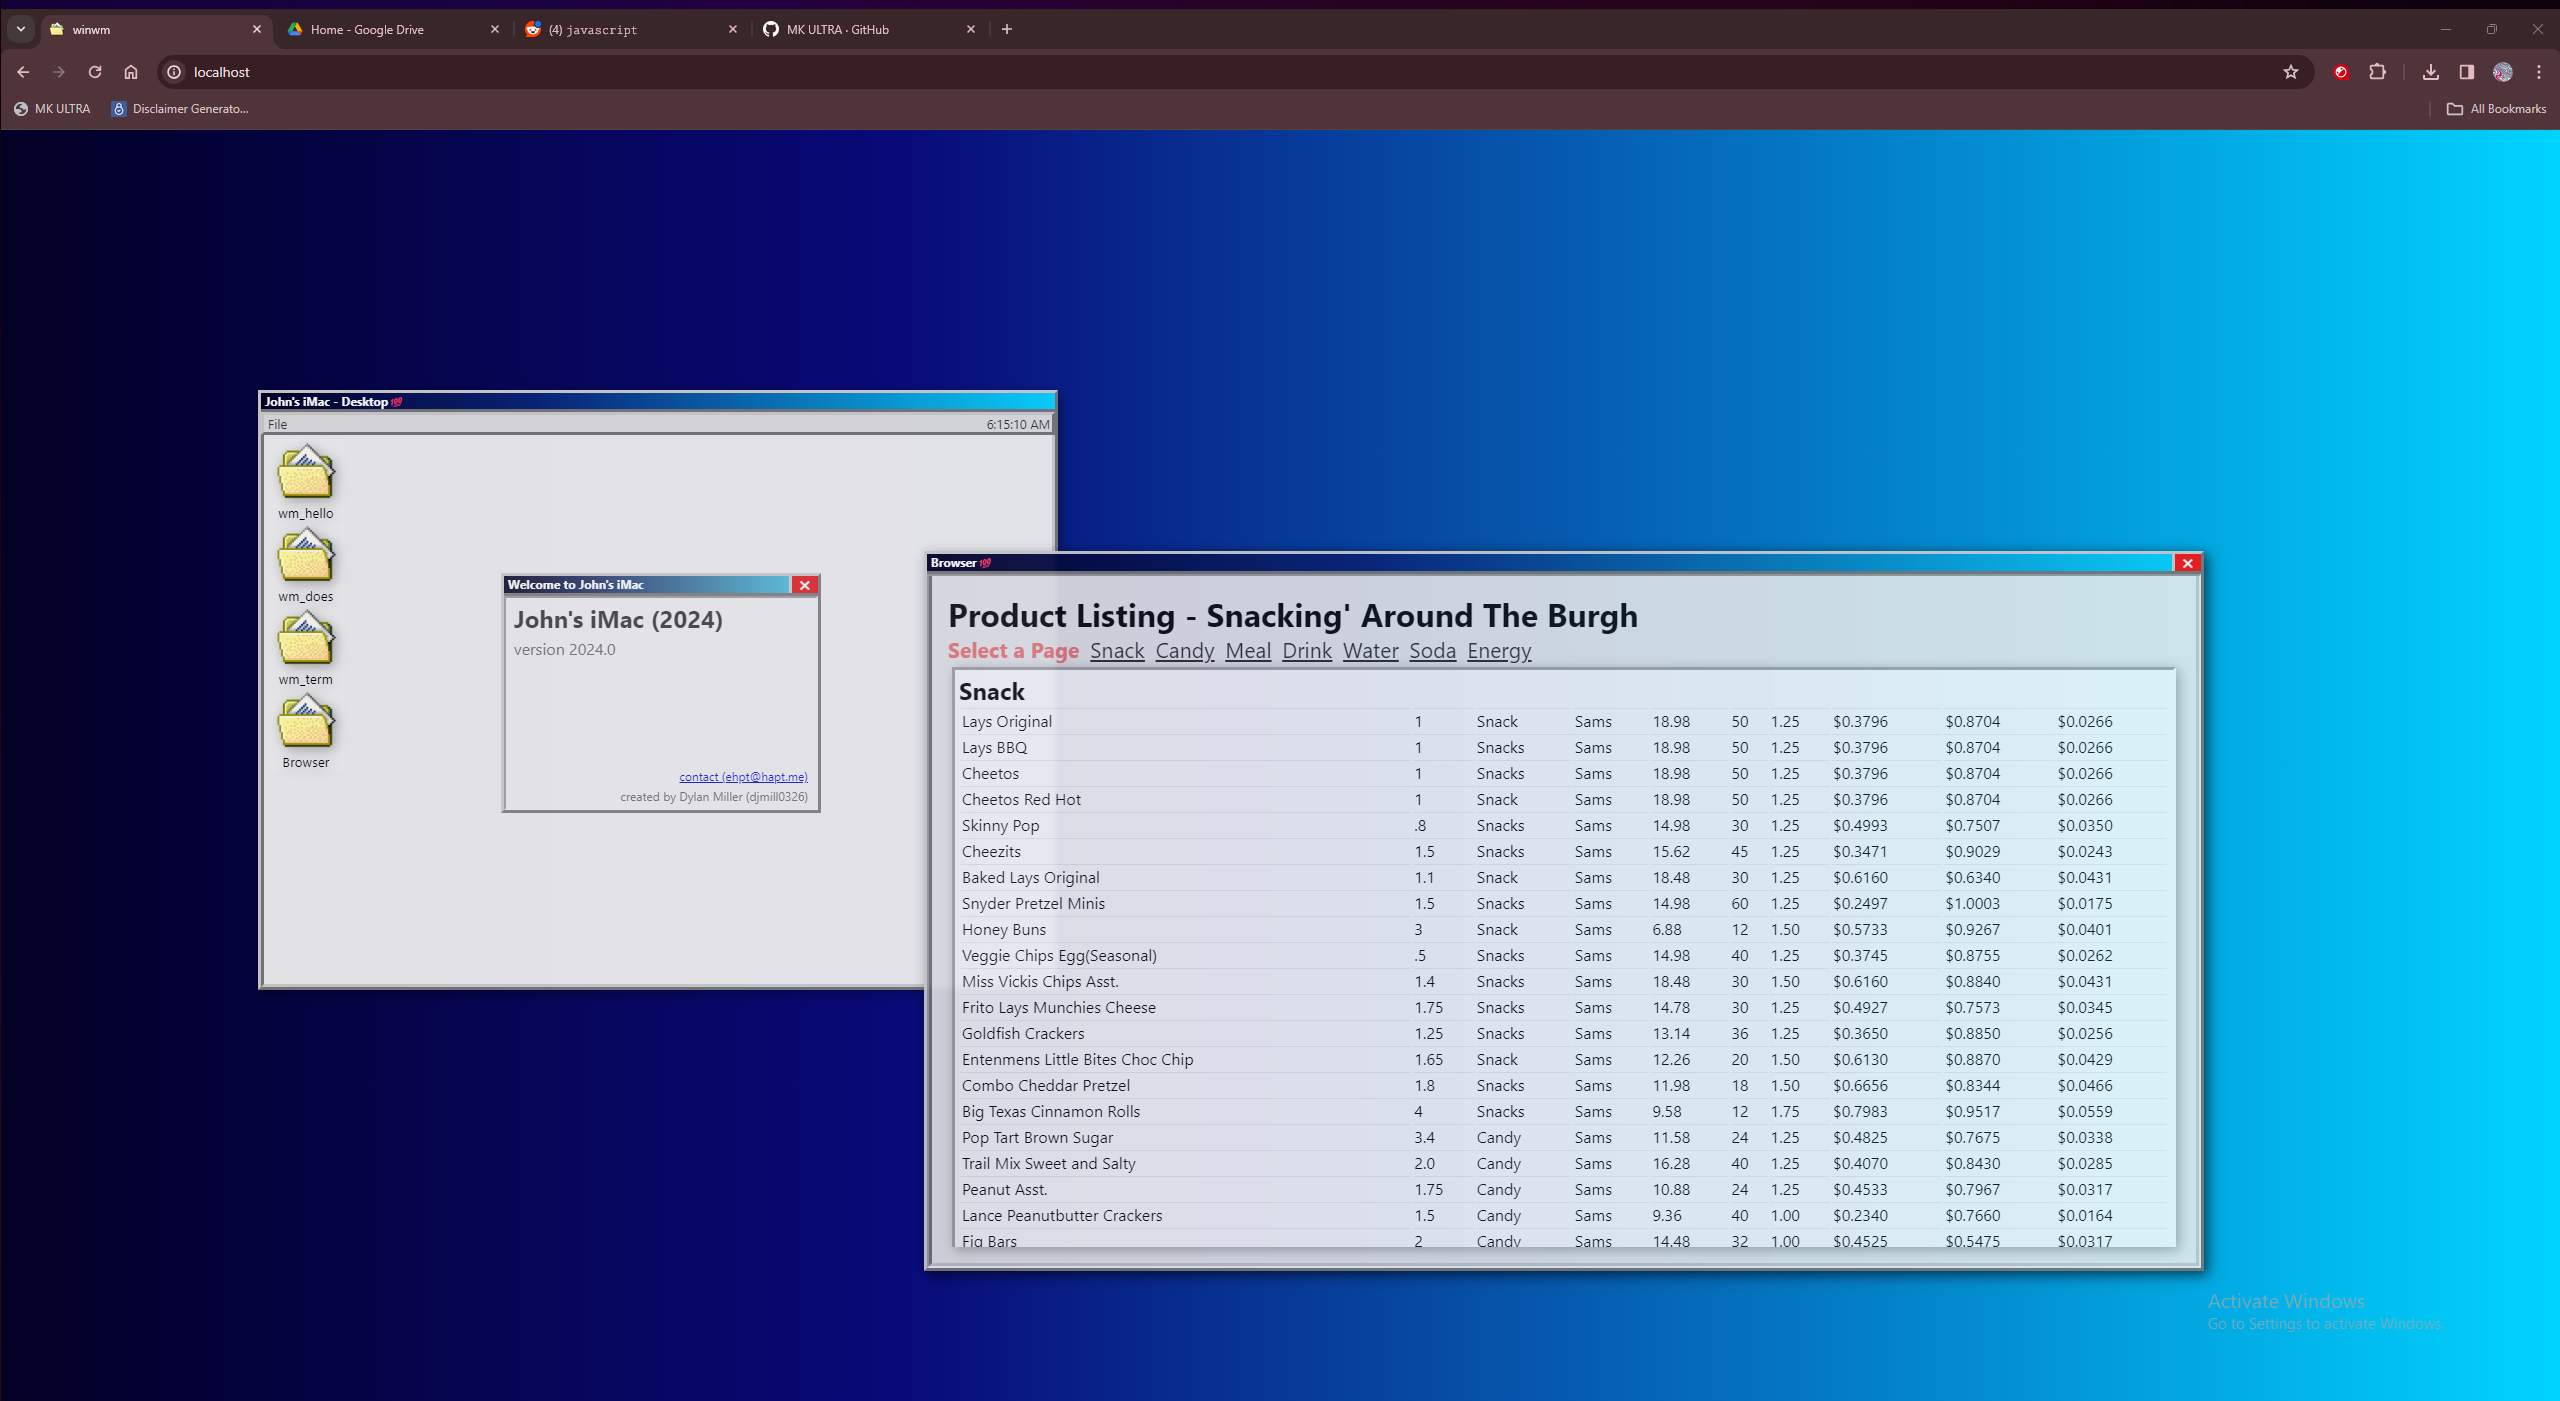 winwm
Home - Google Drive
(4) javascript
MK ULTRA · GitHub
localhost
MK ULTRA
Disclaimer Generato...
All Bookmarks
John's iMac - Desktop 💯
File
6:15:10 AM
wm_hello
wm_does
wm_term
Browser
Welcome to John's iMac
John's iMac (2024)
version 2024.0
contact (ehpt@hapt.me)
created by Dylan Miller (djmill0326)
Browser 💯
Product Listing - Snacking' Around The Burgh
Select a Page Snack Candy Meal Drink Water Soda Energy
Snack
Lays Original 1 Snack Sams 18.98 50 1.25 $0.3796 $0.8704 $0.0266
Lays BBQ 1 Snacks Sams 18.98 50 1.25 $0.3796 $0.8704 $0.0266
Cheetos 1 Snacks Sams 18.98 50 1.25 $0.3796 $0.8704 $0.0266
Cheetos Red Hot 1 Snack Sams 18.98 50 1.25 $0.3796 $0.8704 $0.0266
Skinny Pop .8 Snacks Sams 14.98 30 1.25 $0.4993 $0.7507 $0.0350
Cheezits 1.5 Snacks Sams 15.62 45 1.25 $0.3471 $0.9029 $0.0243
Baked Lays Original 1.1 Snack Sams 18.48 30 1.25 $0.6160 $0.6340 $0.0431
Snyder Pretzel Minis 1.5 Snacks Sams 14.98 60 1.25 $0.2497 $1.0003 $0.0175
Honey Buns 3 Snack Sams 6.88 12 1.50 $0.5733 $0.9267 $0.0401
Veggie Chips Egg(Seasonal) .5 Snacks Sams 14.98 40 1.25 $0.3745 $0.8755 $0.0262
Miss Vickis Chips Asst. 1.4 Snacks Sams 18.48 30 1.50 $0.6160 $0.8840 $0.0431
Frito Lays Munchies Cheese 1.75 Snacks Sams 14.78 30 1.25 $0.4927 $0.7573 $0.0345
Goldfish Crackers 1.25 Snacks Sams 13.14 36 1.25 $0.3650 $0.8850 $0.0256
Entenmens Little Bites Choc Chip 1.65 Snack Sams 12.26 20 1.50 $0.6130 $0.8870 $0.0429
Combo Cheddar Pretzel 1.8 Snacks Sams 11.98 18 1.50 $0.6656 $0.8344 $0.0466
Big Texas Cinnamon Rolls 4 Snacks Sams 9.58 12 1.75 $0.7983 $0.9517 $0.0559
Pop Tart Brown Sugar 3.4 Candy Sams 11.58 24 1.25 $0.4825 $0.7675 $0.0338
Trail Mix Sweet and Salty 2.0 Candy Sams 16.28 40 1.25 $0.4070 $0.8430 $0.0285
Peanut Asst. 1.75 Candy Sams 10.88 24 1.25 $0.4533 $0.7967 $0.0317
Lance Peanutbutter Crackers 1.5 Candy Sams 9.36 40 1.00 $0.2340 $0.7660 $0.0164
Fig Bars 2 Candy Sams 14.48 32 1.00 $0.4525 $0.5475 $0.0317
Activate Windows
Go to Settings to activate Windows.